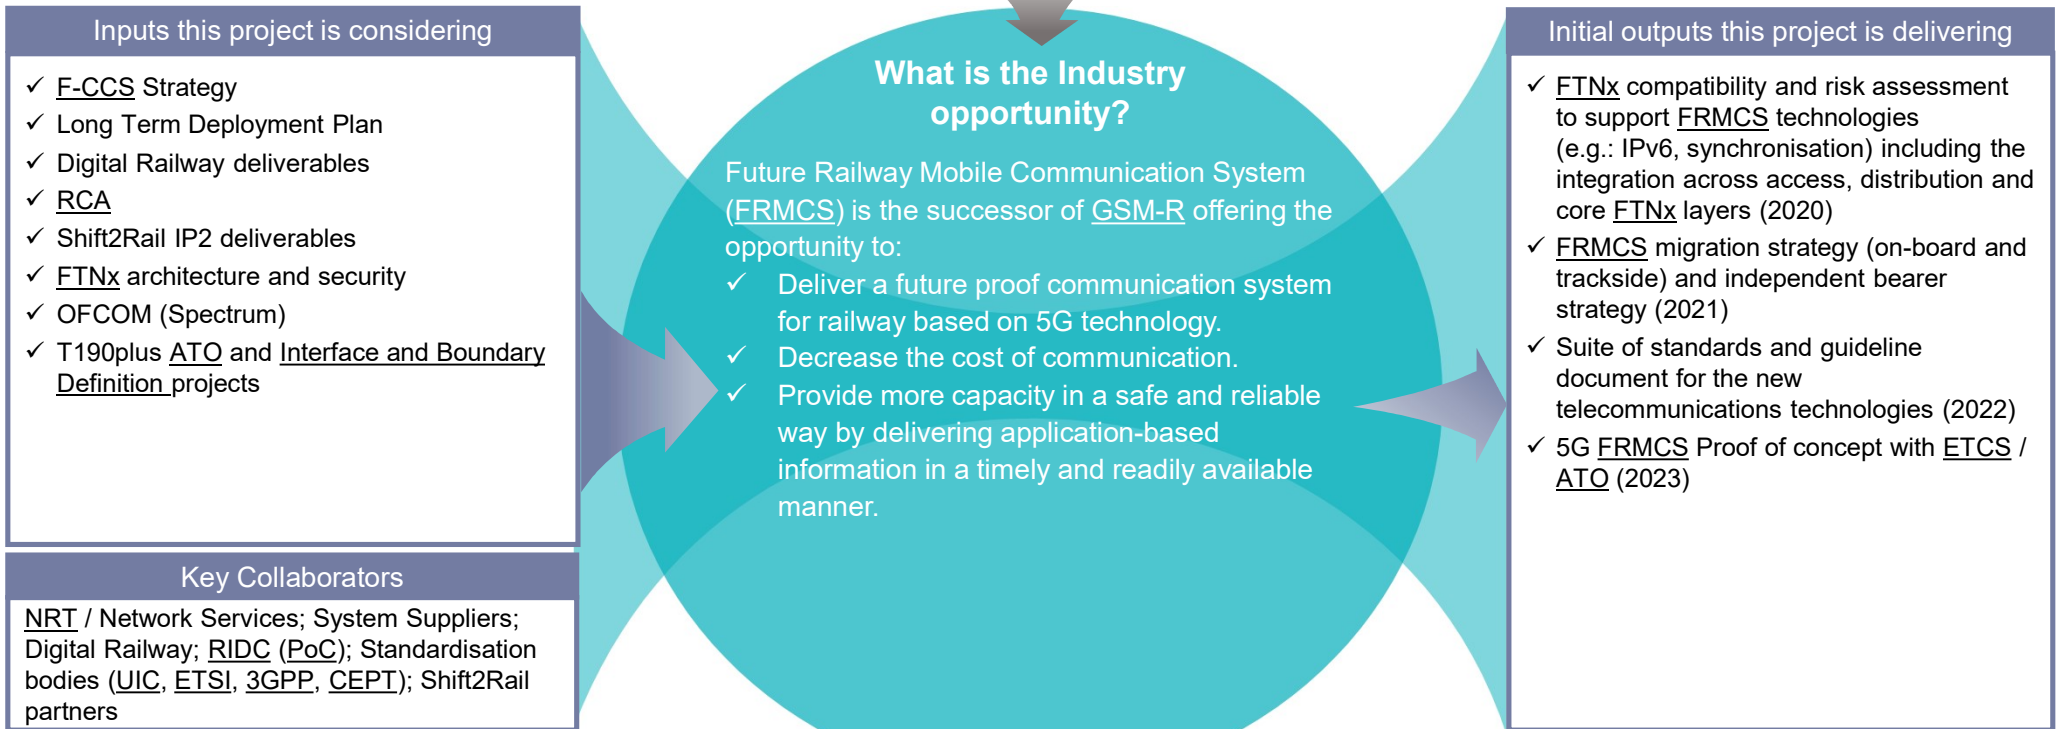 Inputs this project is considering
✓ F-CCS Strategy
✓ Long Term Deployment Plan
✓ Digital Railway deliverables
✓ RCA
✓ Shift2Rail IP2 deliverables
✓ FTNx architecture and security
✓ OFCOM (Spectrum)
✓ T190plus ATO and Interface and Boundary
Definition projects
Key Collaborators
NRT / Network Services; System Suppliers;
Digital Railway; RIDC (PoC); Standardisation
bodies (UIC, ETSI, 3GPP, CEPT); Shift2Rail
partners
What is the Industry
opportunity?
Future Railway Mobile Communication System
(FRMCS) is the successor of GSM-R offering the
opportunity to:
✓ Deliver a future proof communication system
for railway based on 5G technology.
✓ Decrease the cost of communication.
✓ Provide more capacity in a safe and reliable
way by delivering application-based
information in a timely and readily available
manner.
Initial outputs this project is delivering
✓ FTNx compatibility and risk assessment
to support FRMCS technologies
(e.g.: IPv6, synchronisation) including the
integration across access, distribution and
core FTNx layers (2020)
✓ FRMCS migration strategy (on-board and
trackside) and independent bearer
strategy (2021)
✓ Suite of standards and guideline
document for the new
telecommunications technologies (2022)
✓ 5G FRMCS Proof of concept with ETCS /
ATO (2023)